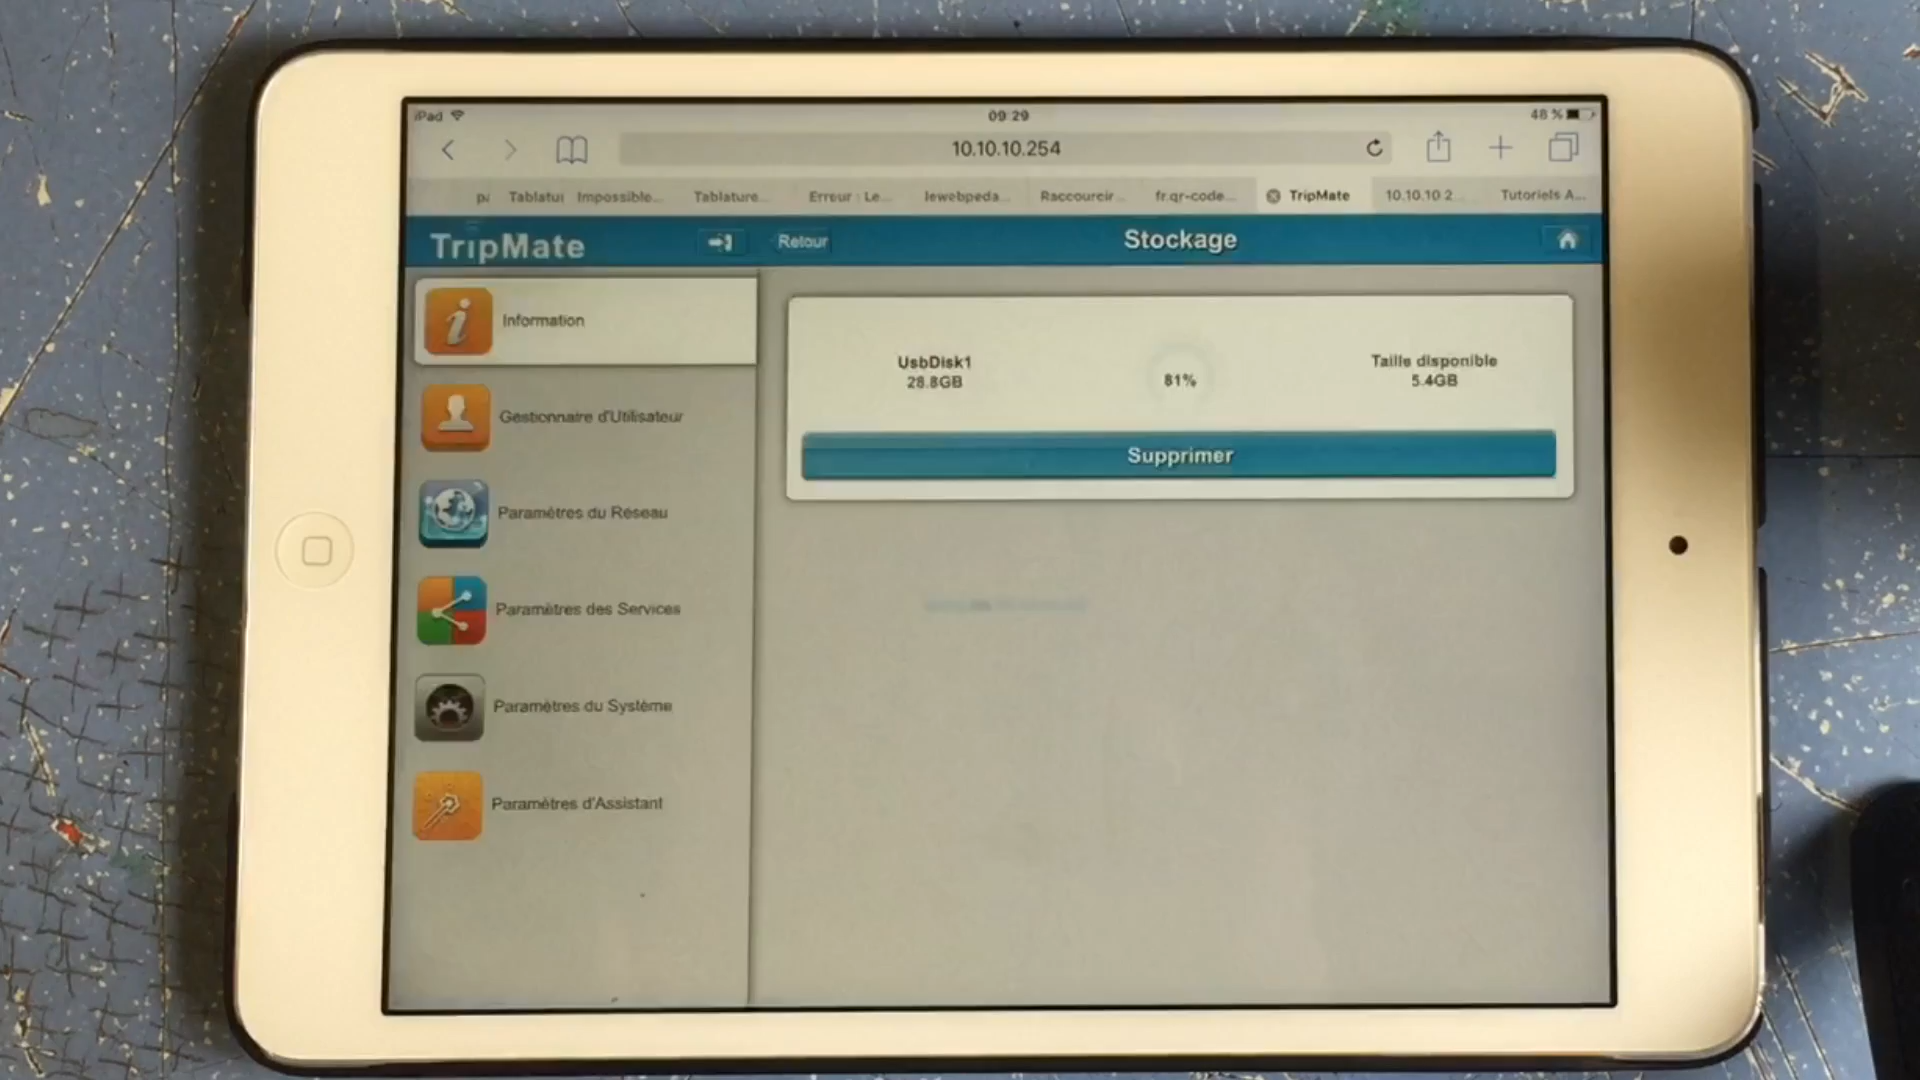 iPad 09:29 48 %
10.10.10.254
Tablatur Impossible... Tablature... Erreur : Le... lewebpeda... Raccourcir... fr.qr-code... TripMate 10.10.10 2... Tutoriels A...
TripMate Retour Stockage
Information
Gestionnaire d'Utilisateur
Paramètres du Réseau
Paramètres des Services
Paramètres du Système
Paramètres d'Assistant
UsbDisk1
28.8GB
81%
Taille disponible
5.4GB
Supprimer